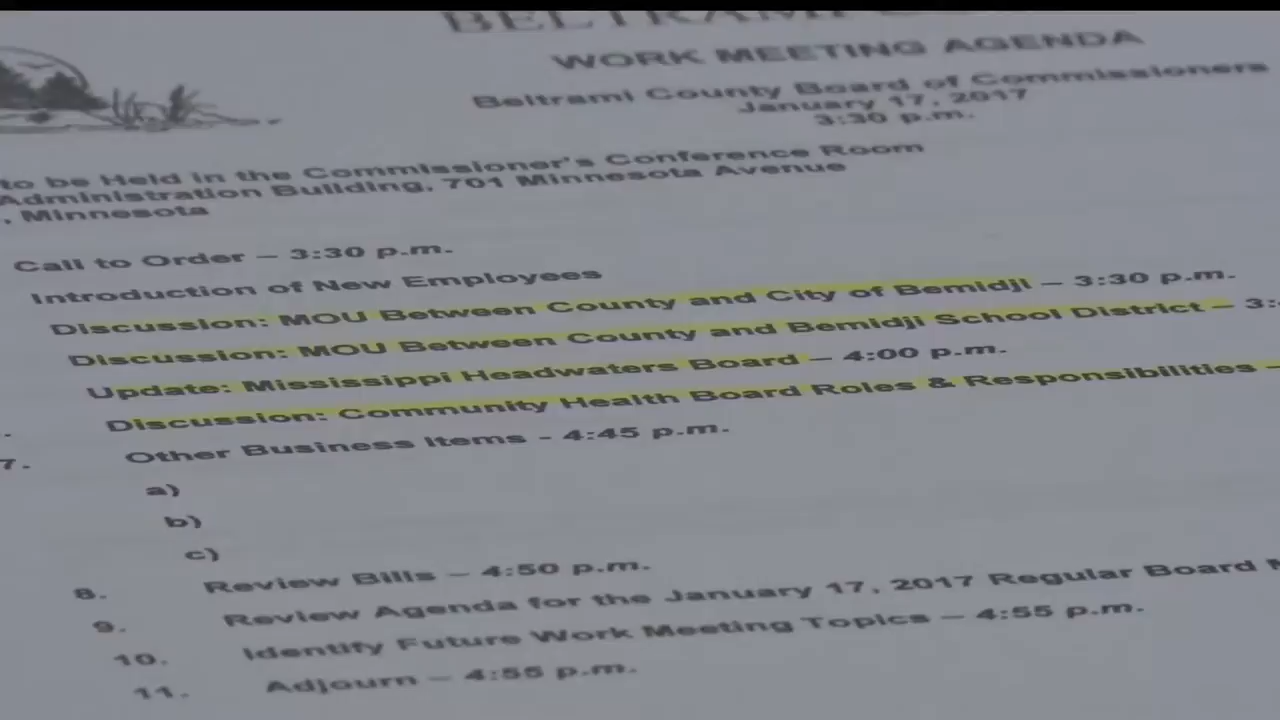 BELTRAMI
WORK MEETING AGENDA
Beltrami County Board of Commissioners
January 17, 2017
3:30 p.m.
to be Held in the Commissioner's Conference Room
Administration Building, 701 Minnesota Avenue
, Minnesota
Call to Order – 3:30 p.m.
Introduction of New Employees
Discussion: MOU Between County and City of Bemidji – 3:30 p.m.
Discussion: MOU Between County and Bemidji School District – 3:
Update: Mississippi Headwaters Board – 4:00 p.m.
Discussion: Community Health Board Roles & Responsibilities –
7. Other Business Items - 4:45 p.m.
a)
b)
c)
8. Review Bills – 4:50 p.m.
9. Review Agenda for the January 17, 2017 Regular Board
10. Identify Future Work Meeting Topics – 4:55 p.m.
11. Adjourn – 4:55 p.m.